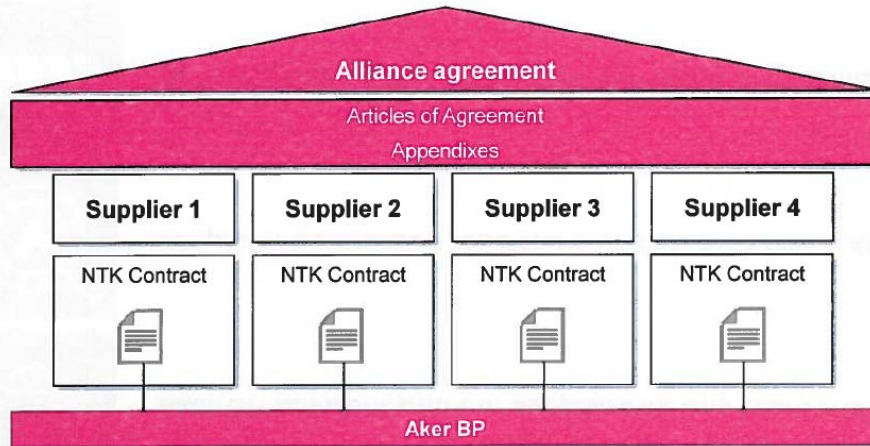 Alliance agreement
Articles of Agreement
Appendixes
Supplier 1
Supplier 2
Supplier 3
Supplier 4
NTK Contract
NTK Contract
NTK Contract
NTK Contract
Aker BP